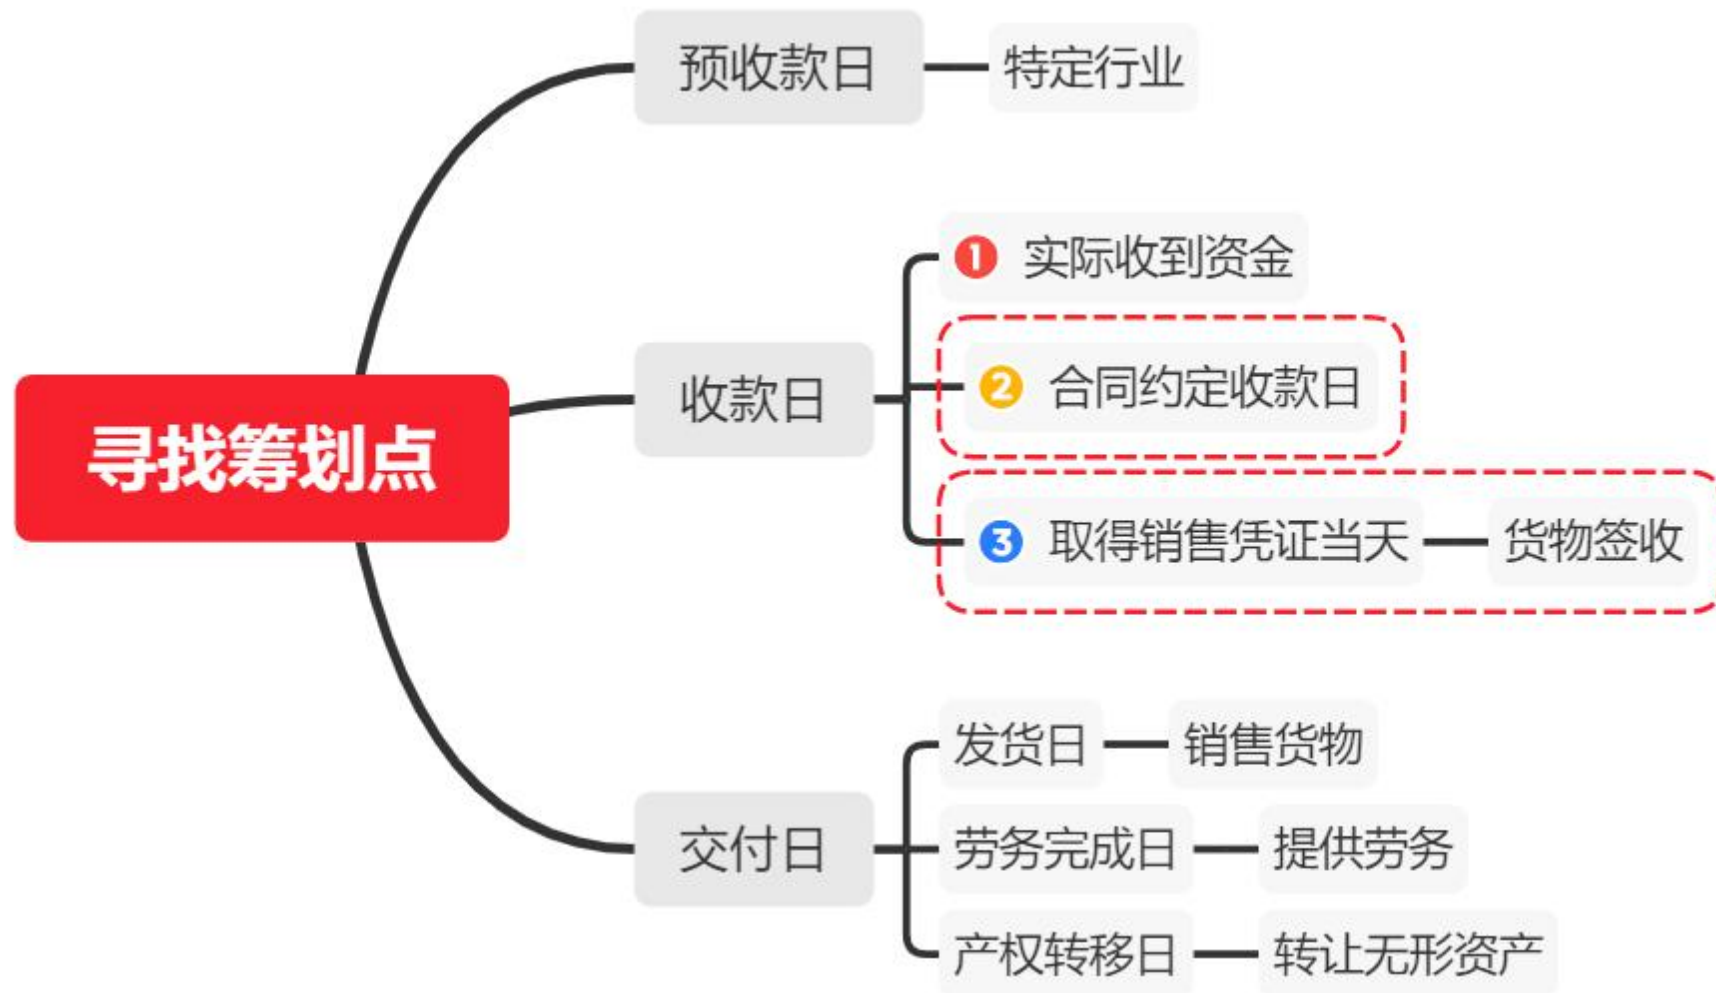 寻找筹划点
预收款日
特定行业
收款日
1 实际收到资金
2 合同约定收款日
3 取得销售凭证当天
货物签收
交付日
发货日
销售货物
劳务完成日
提供劳务
产权转移日
转让无形资产